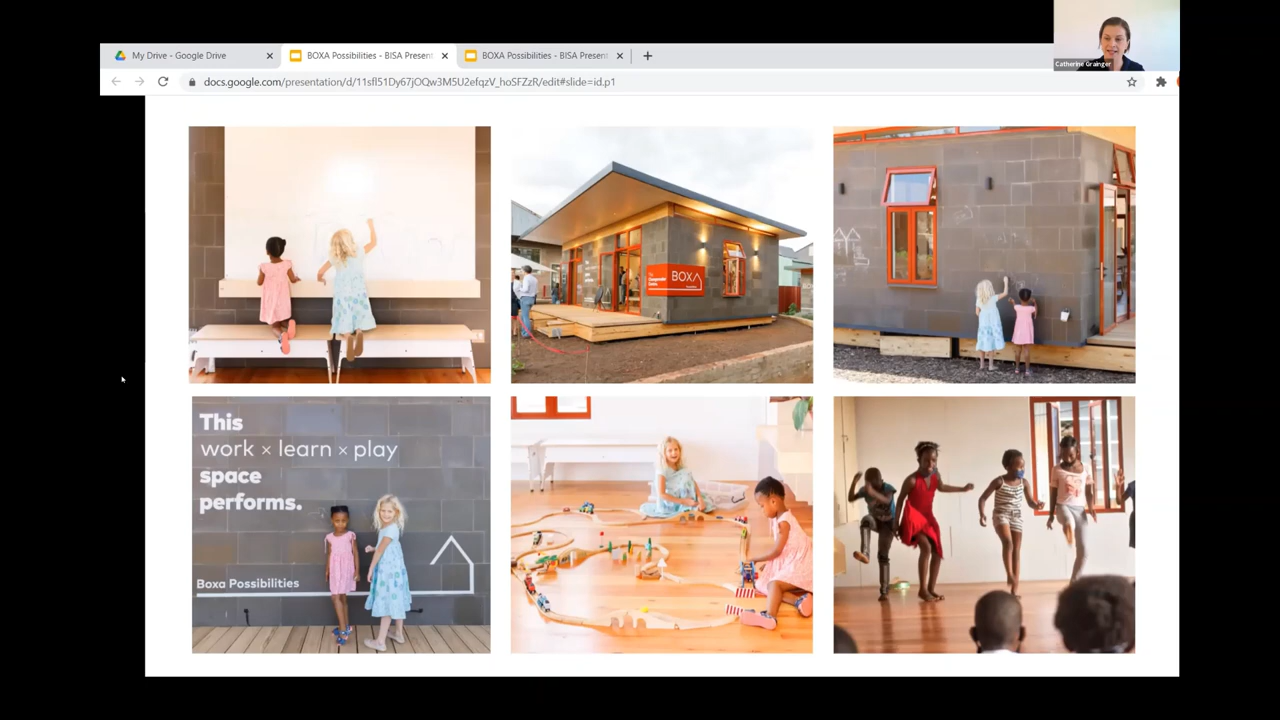 Catherine Grainger
My Drive - Google Drive
BOXA Possibilities - BISA Present
BOXA Possibilities - BISA Present
docs.google.com/presentation/d/11sfl51Dy67jOQw3M5U2efqzV_hoSFZzR/edit#slide=id.p1
BOXA
This
work × learn × play
space
performs.
Boxa Possibilities